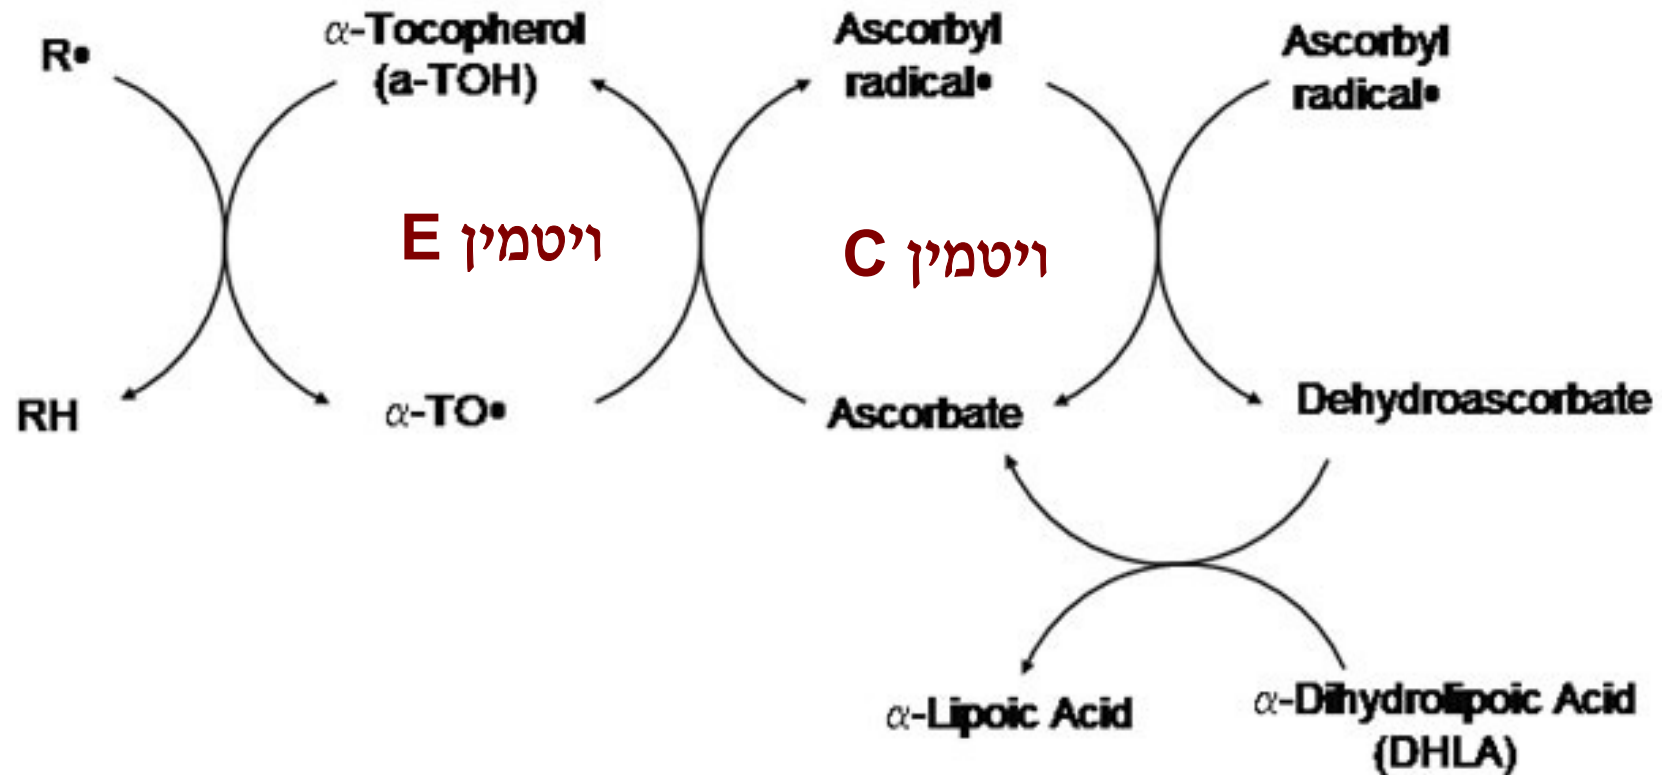 R•
α-Tocopherol
(a-TOH)
Ascorbyl
radical•
Ascorbyl
radical•
ויטמין E
ויטמין C
RH
α-TO•
Ascorbate
Dehydroascorbate
α-Lipoic Acid
α-Dihydrolipoic Acid
(DHLA)